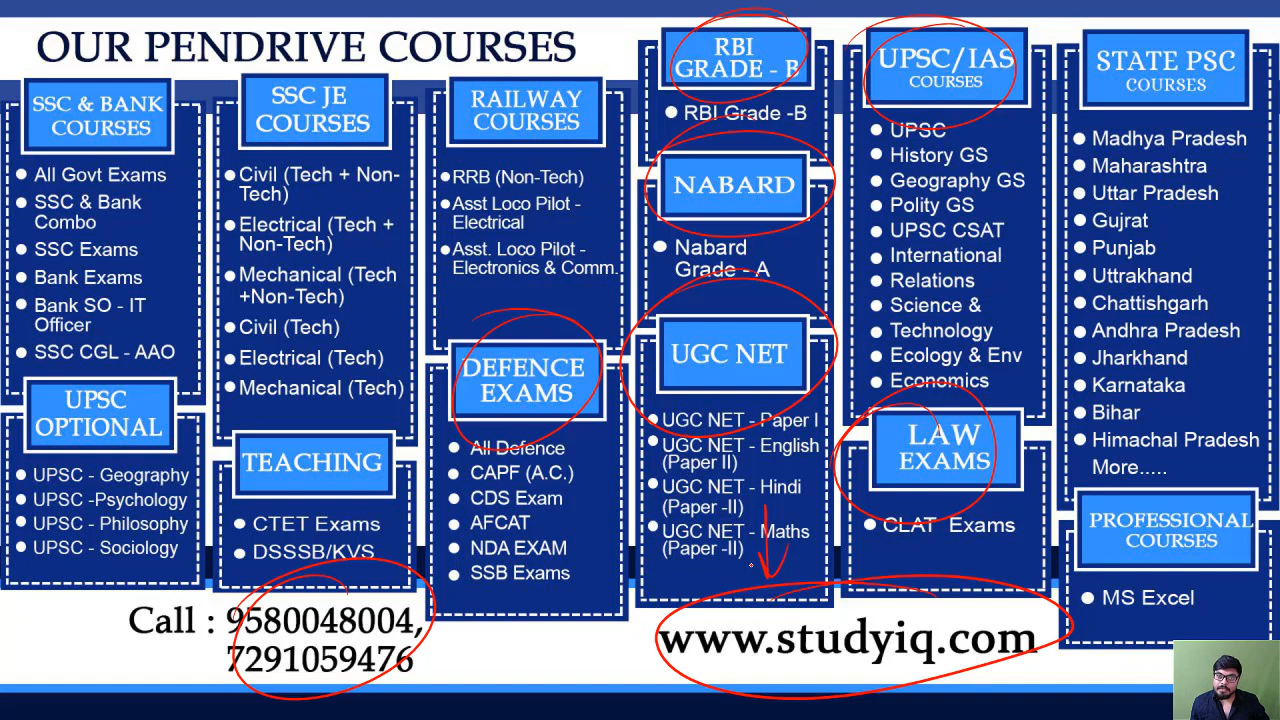 OUR PENDRIVE COURSES
SSC & BANK
COURSES
All Govt Exams
SSC & Bank
Combo
SSC Exams
Bank Exams
Bank SO - IT
Officer
SSC CGL - AAO
UPSC
OPTIONAL
UPSC - Geography
UPSC -Psychology
UPSC - Philosophy
UPSC - Sociology
SSC JE
COURSES
Civil (Tech + Non-
Tech)
Electrical (Tech +
Non-Tech)
Mechanical (Tech
+Non-Tech)
Civil (Tech)
Electrical (Tech)
Mechanical (Tech)
TEACHING
CTET Exams
DSSSB/KVS
RAILWAY
COURSES
RRB (Non-Tech)
Asst Loco Pilot -
Electrical
Asst. Loco Pilot -
Electronics & Comm.
DEFENCE
EXAMS
All Defence
CAPF (A.C.)
CDS Exam
AFCAT
NDA EXAM
SSB Exams
RBI
GRADE - B
RBI Grade -B
NABARD
Nabard
Grade - A
UGC NET
UGC NET - Paper I
UGC NET - English
(Paper II)
UGC NET - Hindi
(Paper -II)
UGC NET - Maths
(Paper -II)
UPSC/IAS
COURSES
UPSC
History GS
Geography GS
Polity GS
UPSC CSAT
International
Relations
Science &
Technology
Ecology & Env
Economics
LAW
EXAMS
CLAT Exams
STATE PSC
COURSES
Madhya Pradesh
Maharashtra
Uttar Pradesh
Gujrat
Punjab
Uttrakhand
Chattishgarh
Andhra Pradesh
Jharkhand
Karnataka
Bihar
Himachal Pradesh
More.....
PROFESSIONAL
COURSES
MS Excel
Call : 9580048004,
7291059476
www.studyiq.com